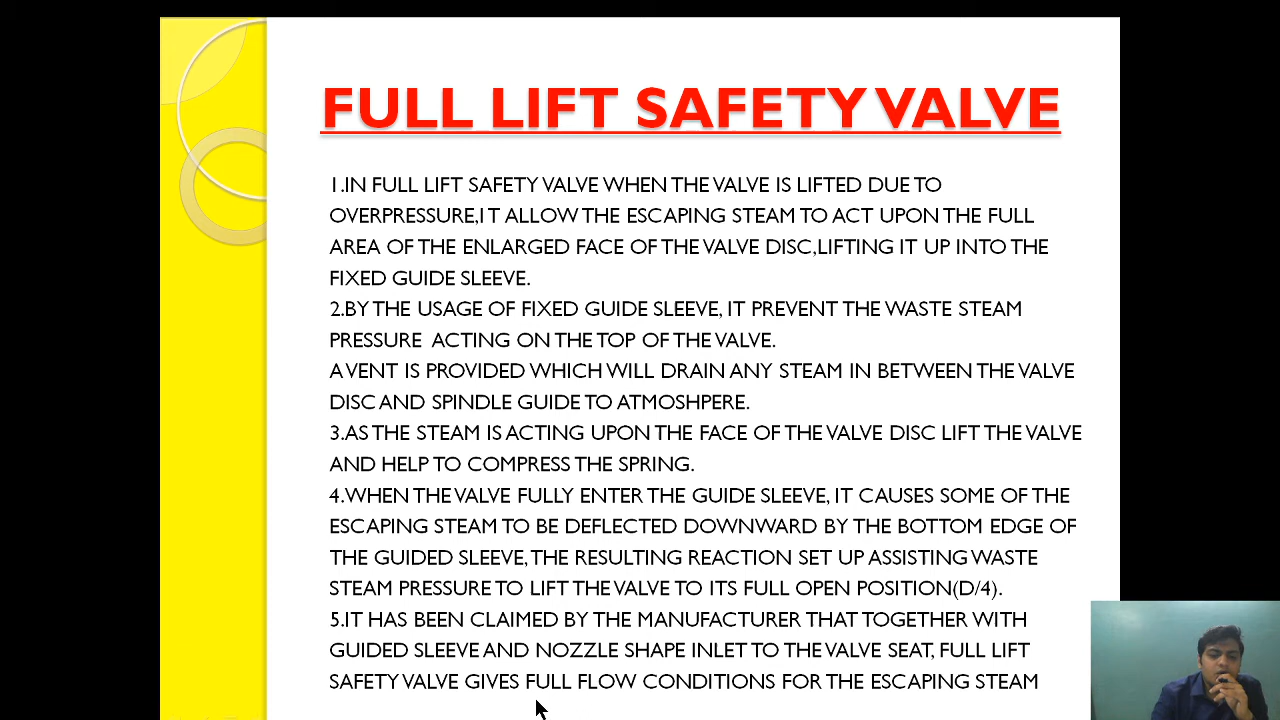 FULL LIFT SAFETY VALVE
1.IN FULL LIFT SAFETY VALVE WHEN THE VALVE IS LIFTED DUE TO
OVERPRESSURE,IT ALLOW THE ESCAPING STEAM TO ACT UPON THE FULL
AREA OF THE ENLARGED FACE OF THE VALVE DISC,LIFTING IT UP INTO THE
FIXED GUIDE SLEEVE.
2.BY THE USAGE OF FIXED GUIDE SLEEVE, IT PREVENT THE WASTE STEAM
PRESSURE ACTING ON THE TOP OF THE VALVE.
A VENT IS PROVIDED WHICH WILL DRAIN ANY STEAM IN BETWEEN THE VALVE
DISC AND SPINDLE GUIDE TO ATMOSHPERE.
3.AS THE STEAM IS ACTING UPON THE FACE OF THE VALVE DISC LIFT THE VALVE
AND HELP TO COMPRESS THE SPRING.
4.WHEN THE VALVE FULLY ENTER THE GUIDE SLEEVE, IT CAUSES SOME OF THE
ESCAPING STEAM TO BE DEFLECTED DOWNWARD BY THE BOTTOM EDGE OF
THE GUIDED SLEEVE, THE RESULTING REACTION SET UP ASSISTING WASTE
STEAM PRESSURE TO LIFT THE VALVE TO ITS FULL OPEN POSITION(D/4).
5.IT HAS BEEN CLAIMED BY THE MANUFACTURER THAT TOGETHER WITH
GUIDED SLEEVE AND NOZZLE SHAPE INLET TO THE VALVE SEAT, FULL LIFT
SAFETY VALVE GIVES FULL FLOW CONDITIONS FOR THE ESCAPING STEAM